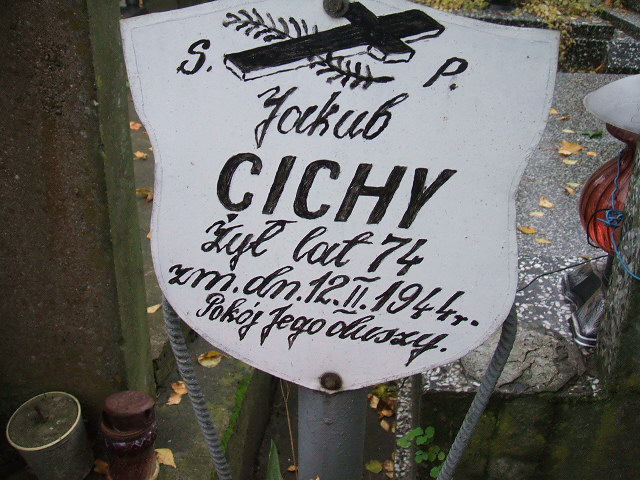 S. P.
Jakub
CICHY
Żył lat 74
zm. dn. 12. II. 1944 r.
Pokój Jego duszy.